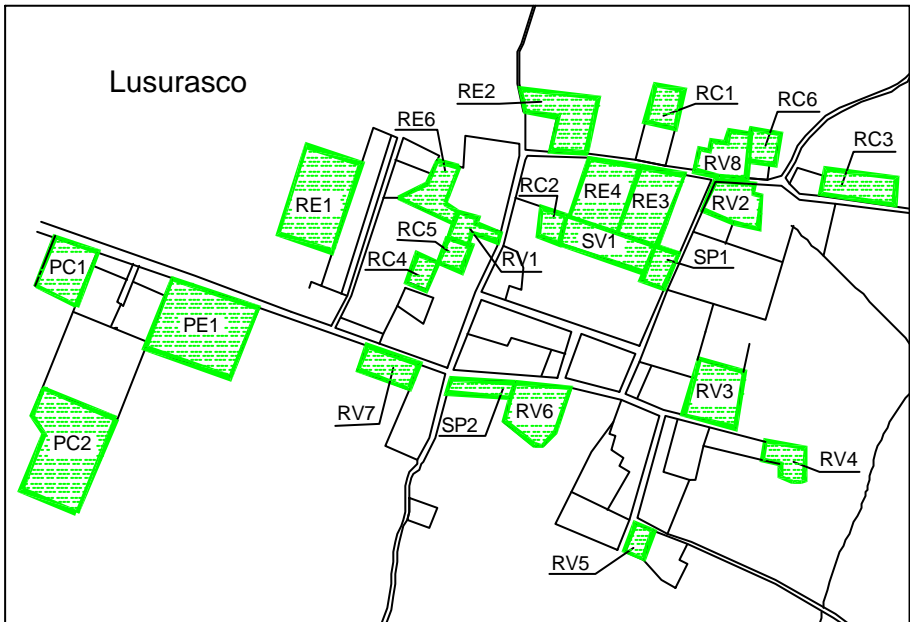 Lusurasco
RE2
RC1
RC6
RE6
RV8
RC3
RC2
RE4
RE1
RE3
RV2
RC5
SV1
RV1
SP1
RC4
PC1
PE1
RV3
RV7
SP2
RV6
PC2
RV4
RV5